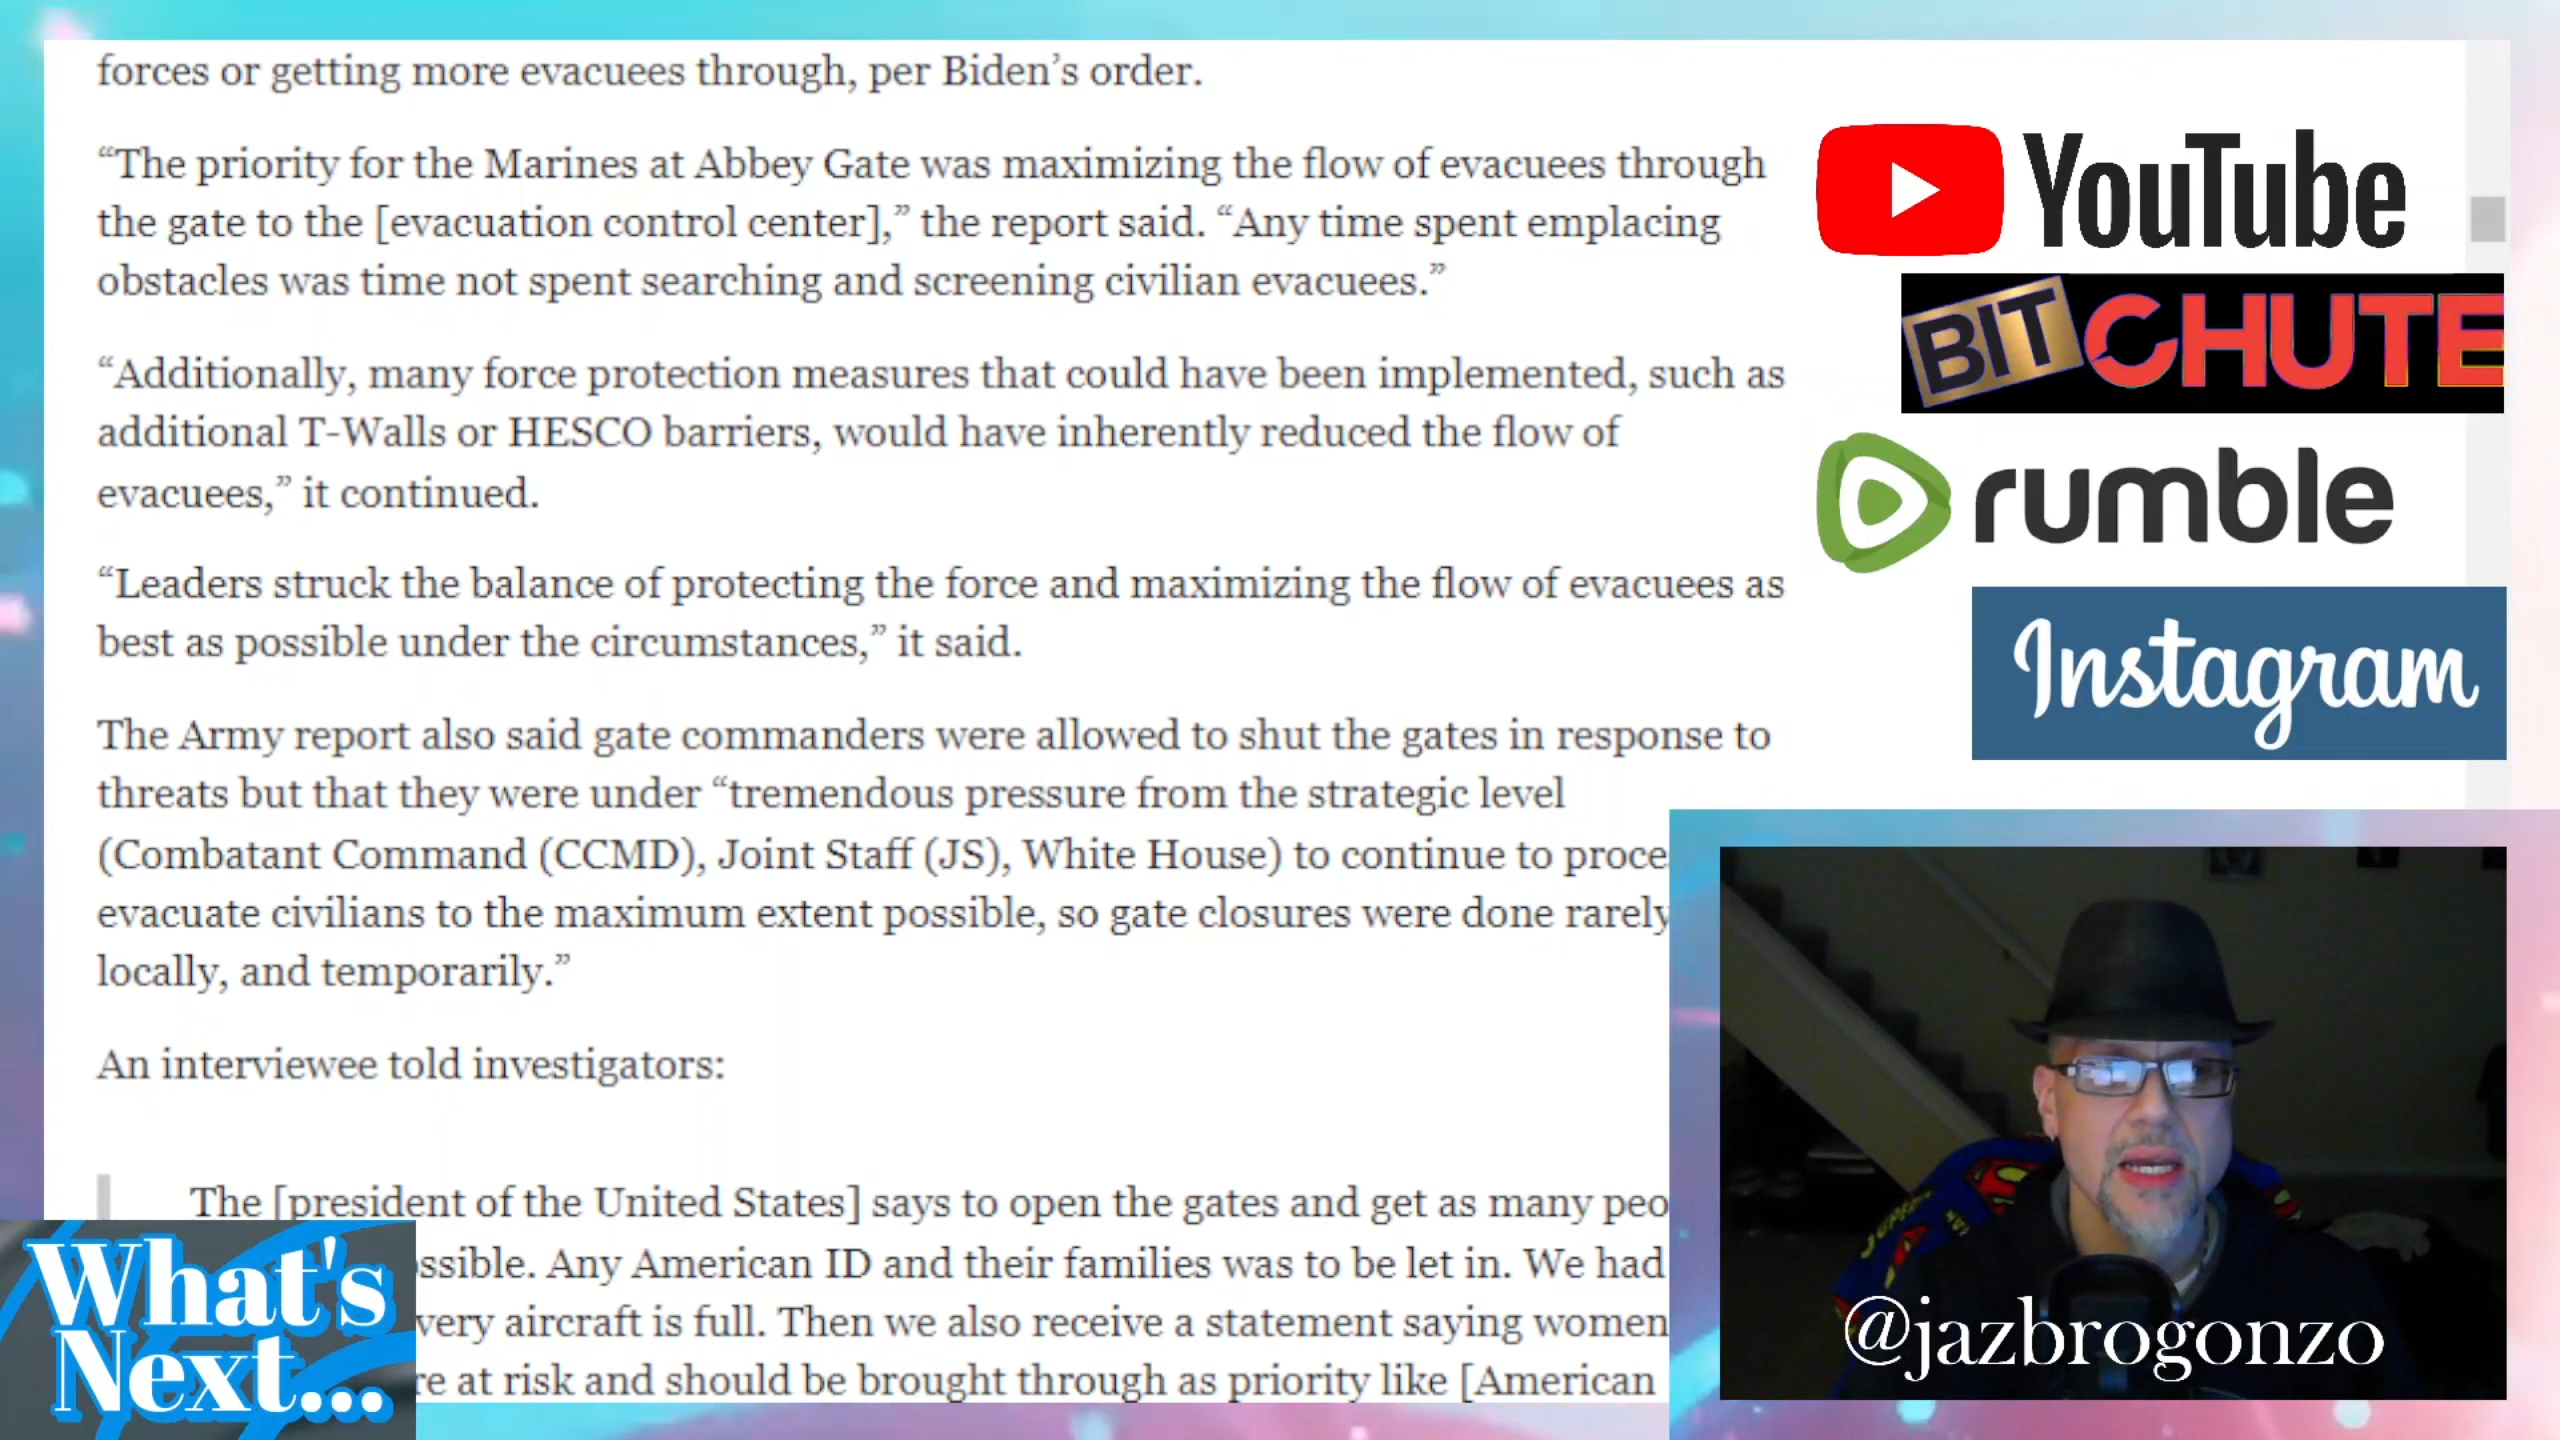 forces or getting more evacuees through, per Biden’s order.
“The priority for the Marines at Abbey Gate was maximizing the flow of evacuees through
the gate to the [evacuation control center],” the report said. “Any time spent emplacing
obstacles was time not spent searching and screening civilian evacuees.”
“Additionally, many force protection measures that could have been implemented, such as
additional T-Walls or HESCO barriers, would have inherently reduced the flow of
evacuees,” it continued.
“Leaders struck the balance of protecting the force and maximizing the flow of evacuees as
best as possible under the circumstances,” it said.
The Army report also said gate commanders were allowed to shut the gates in response to
threats but that they were under “tremendous pressure from the strategic level
(Combatant Command (CCMD), Joint Staff (JS), White House) to continue to proce
evacuate civilians to the maximum extent possible, so gate closures were done rarely
locally, and temporarily.”
An interviewee told investigators:
The [president of the United States] says to open the gates and get as many peo
ssible. Any American ID and their families was to be let in. We had
very aircraft is full. Then we also receive a statement saying women
re at risk and should be brought through as priority like [American
YouTube
BITCHUTE
rumble
Instagram
What's
Next...
@jazbrogonzo